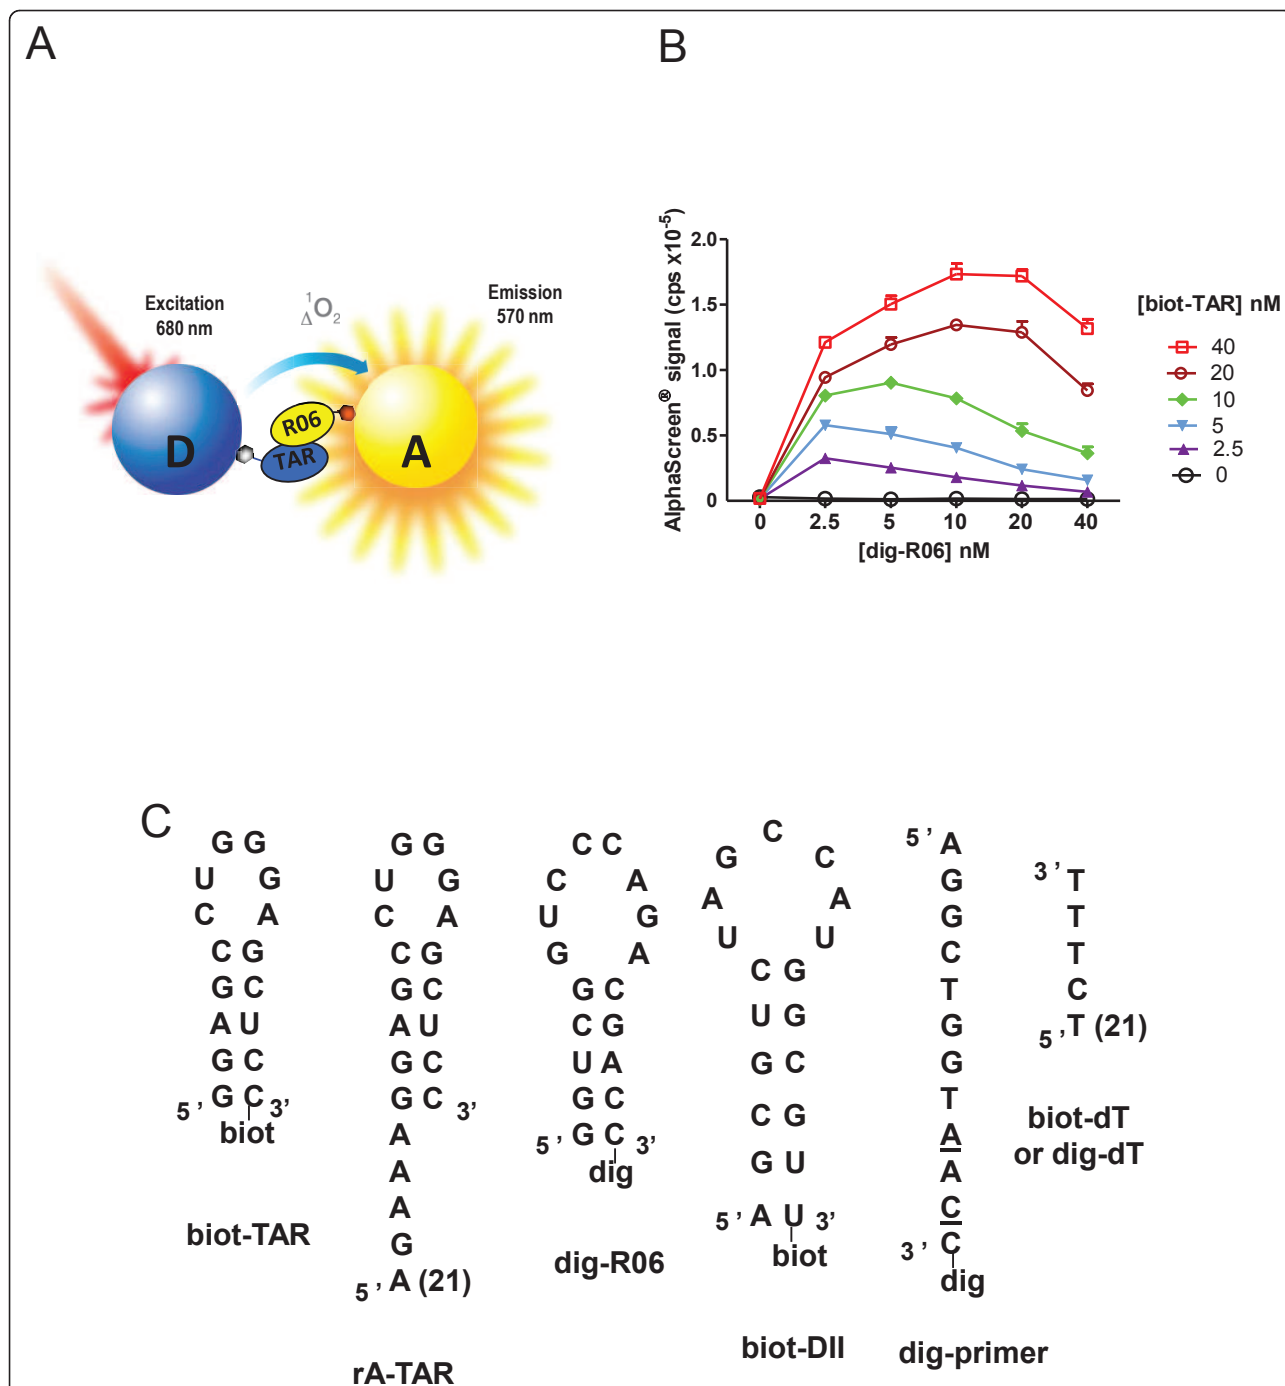 A
Excitation
680 nm
1
ΔO2
Emission
570 nm
D
R06
TAR
A
B
AlphaScreen® signal (cps x10-5)
2.0
1.5
1.0
0.5
0
0 2.5 5 10 20 40
[dig-R06] nM
[biot-TAR] nM
40
20
10
5
2.5
0
C
G G
U G
C A
C G
G C
A U
G C
5 ' G C 3'
biot
biot-TAR
G G
U G
C A
C G
G C
A U
G C
G C 3'
A
A
A
G
5 ' A (21)
rA-TAR
C C
C A
U G
G A
G C
C G
U A
G C
5 ' G C 3'
dig
dig-R06
C
G C
A A
U U
C G
U G
G C
C G
G U
5 ' A U 3'
biot
biot-DII
5 ' A
G
G
C
T
G
G
T
A
A
C
3 ' C
dig
dig-primer
3 ' T
T
T
C
5 ' T (21)
biot-dT
or dig-dT